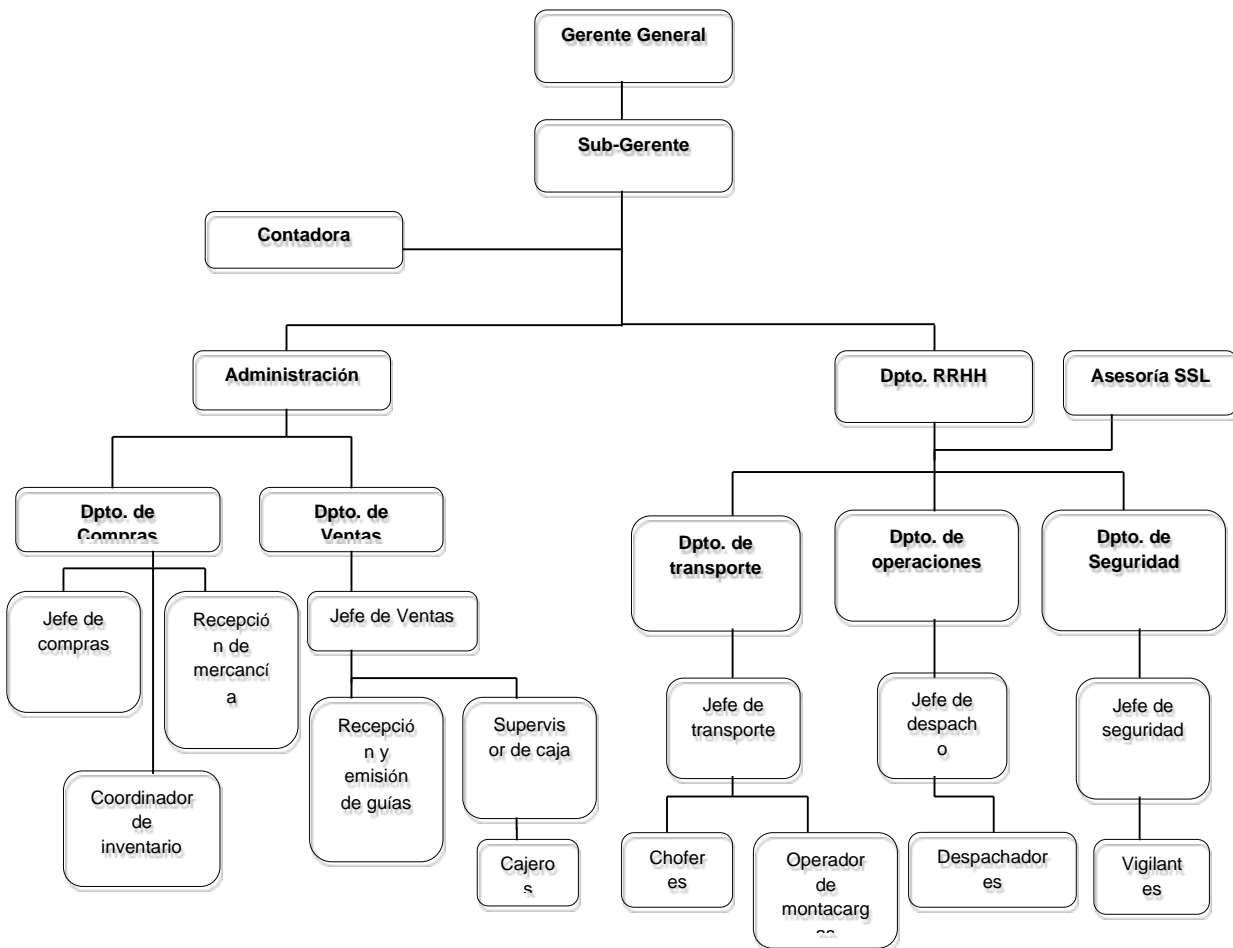 Gerente General
Sub-Gerente
Contadora
Administración
Dpto. RRHH
Asesoría SSL
Dpto. de
Compras
Dpto. de
Ventas
Dpto. de
transporte
Dpto. de
operaciones
Dpto. de
Seguridad
Jefe de
compras
Recepció
n de
mercancí
a
Jefe de Ventas
Coordinador
de
inventario
Recepció
n y
emisión
de guías
Supervis
or de caja
Cajero
s
Jefe de
transporte
Jefe de
despach
o
Jefe de
seguridad
Chofer
es
Operador
de
montacarg
as
Despachador
es
Vigilant
es